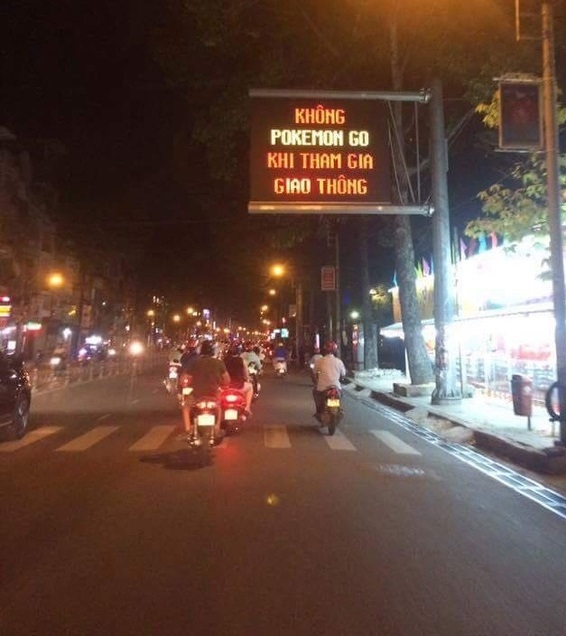 KHÔNG
POKEMON GO
KHI THAM GIA
GIAO THÔNG